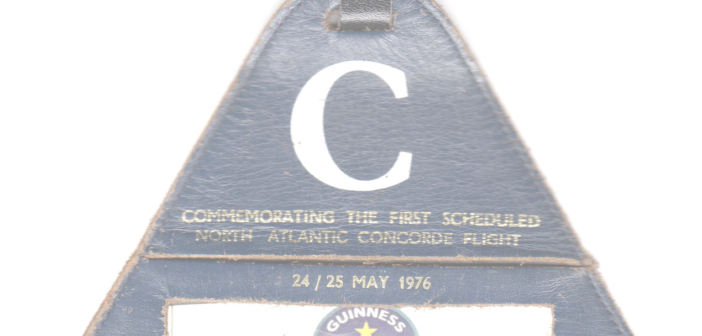 C
COMMEMORATING THE FIRST SCHEDULED
NORTH ATLANTIC CONCORDE FLIGHT
24/25 MAY 1976
GUINNESS